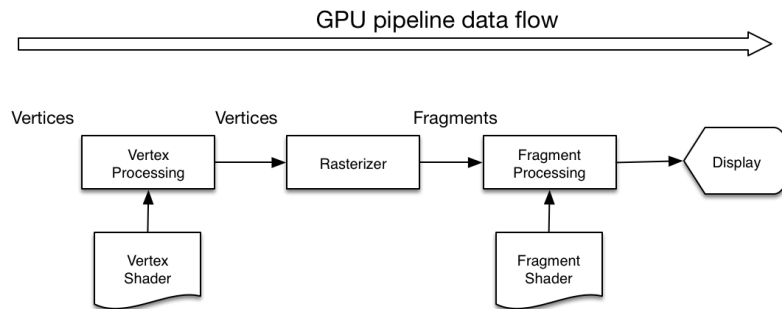 GPU pipeline data flow
Vertices
Vertices
Fragments
Vertex
Processing
Rasterizer
Fragment
Processing
Display
Vertex
Shader
Fragment
Shader